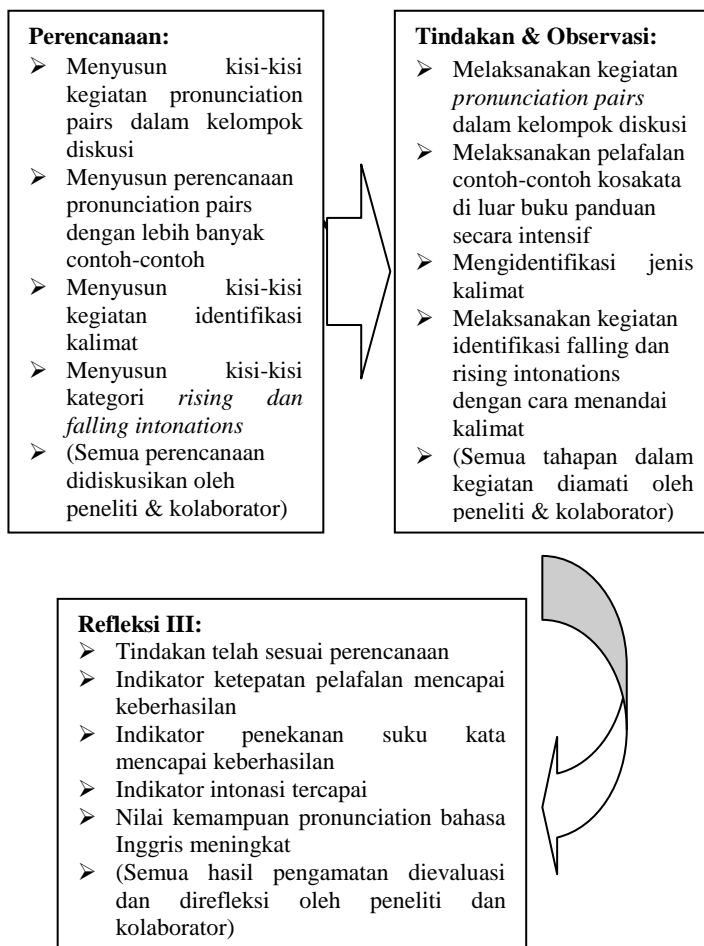 Perencanaan:
➢ Menyusun kisi-kisi
kegiatan pronunciation
pairs dalam kelompok
diskusi
➢ Menyusun perencanaan
pronunciation pairs
dengan lebih banyak
contoh-contoh
➢ Menyusun kisi-kisi
kegiatan identifikasi
kalimat
➢ Menyusun kisi-kisi
kategori rising dan
falling intonations
➢ (Semua perencanaan
didiskusikan oleh
peneliti & kolaborator)
Tindakan & Observasi:
➢ Melaksanakan kegiatan
pronunciation pairs
dalam kelompok diskusi
➢ Melaksanakan pelafalan
contoh-contoh kosakata
di luar buku panduan
secara intensif
➢ Mengidentifikasi jenis
kalimat
➢ Melaksanakan kegiatan
identifikasi falling dan
rising intonations
dengan cara menandai
kalimat
➢ (Semua tahapan dalam
kegiatan diamati oleh
peneliti & kolaborator)
Refleksi III:
➢ Tindakan telah sesuai perencanaan
➢ Indikator ketepatan pelafalan mencapai
keberhasilan
➢ Indikator penekanan suku kata
mencapai keberhasilan
➢ Indikator intonasi tercapai
➢ Nilai kemampuan pronunciation bahasa
Inggris meningkat
➢ (Semua hasil pengamatan dievaluasi
dan direfleksi oleh peneliti dan
kolaborator)